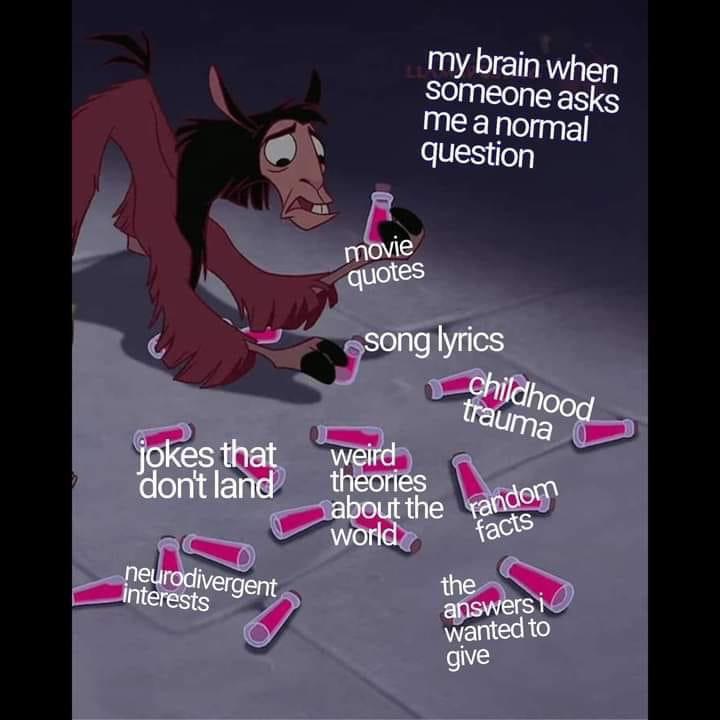 my brain when
someone asks
me a normal
question
movie
quotes
song lyrics
childhood
trauma
jokes that
don't land
weird
theories
about the
world
random
facts
neurodivergent
interests
the
answers i
wanted to
give